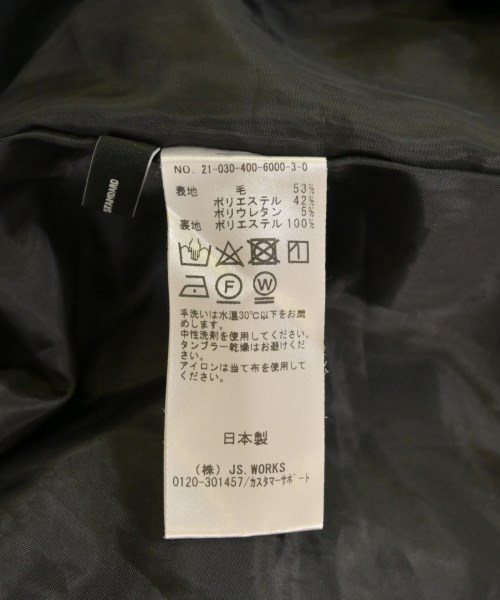 NO. 21-030-400-6000-3-0
表地 毛 53%
ポリエステル 42%
ポリウレタン 5%
裏地 ポリエステル 100%
F
W
手洗いは水温30℃以下をお薦
めします。
中性洗剤を使用してください。
タンブラー乾燥はお避けくださ
い。
アイロンは当て布を使用して
ください。
日本製
(株) JS.WORKS
0120-301457/カスタマーサポート
STANDARD